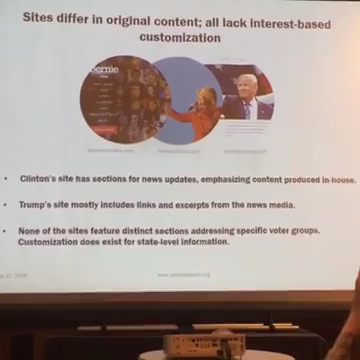 Sites differ in original content; all lack interest-based
customization
Bernie
• Clinton's site has sections for news updates, emphasizing content produced in-house.
• Trump's site mostly includes links and excerpts from the news media.
• None of the sites feature distinct sections addressing specific voter groups.
Customization does exist for state-level information.